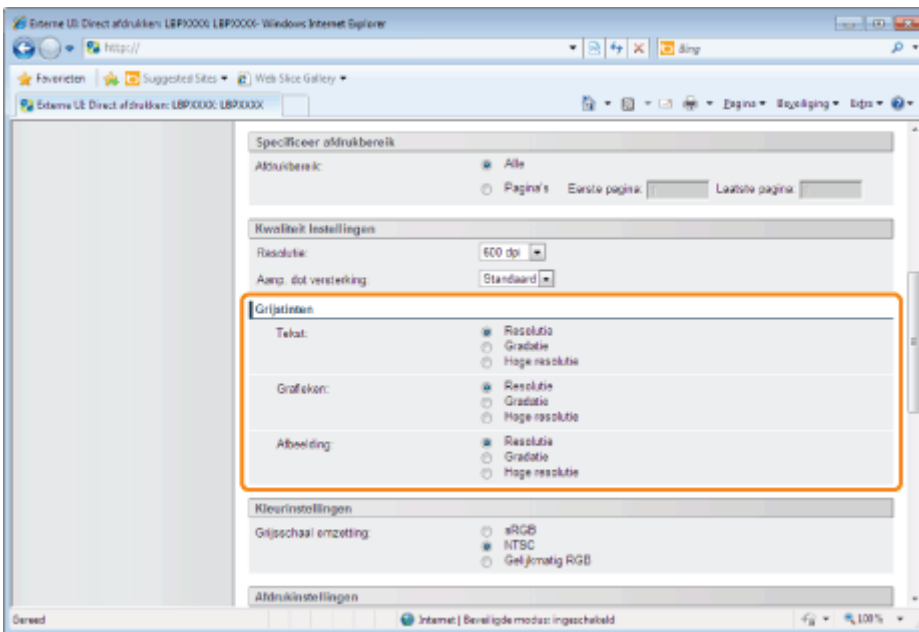 Externe UI: Direct afdrukken: LBPXXXX: LBPXXXX- Windows Internet Explorer
http:// Bing
Favorieten Suggested Sites Web Slice Gallery
Externe UI: Direct afdrukken: LBPXXXX: LBPXXXX Pagina Beveiliging Extra
Specificeer afdrukbereik
Afdrukbereik: Alle
Pagina's Eerste pagina: Laatste pagina:
Kwaliteit Instellingen
Resolutie: 600 dpi
Aanp. dot versterking: Standaard
Grijstinten
Tekst: Resolutie
Gradatie
Hoge resolutie
Grafieken: Resolutie
Gradatie
Hoge resolutie
Afbeelding: Resolutie
Gradatie
Hoge resolutie
Kleurinstellingen
Grijsschaal omzetting: sRGB
NTSC
Gelijkmatig RGB
Afdrukinstellingen
Gereed Internet | Beveiligde modus: ingeschakeld 100%